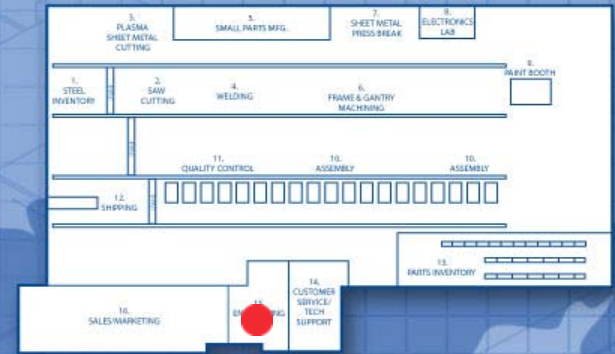 3.
PLASMA
SHEET METAL
CUTTING
5.
SMALL PARTS MFG.
7.
SHEET METAL
PRESS BREAK
8.
ELECTRONICS
LAB
9.
PAINT BOOTH
1.
STEEL
INVENTORY
2.
SAW
CUTTING
4.
WELDING
6.
FRAME & GANTRY
MACHINING
11.
QUALITY CONTROL
10.
ASSEMBLY
10.
ASSEMBLY
12.
SHIPPING
13.
PARTS INVENTORY
14.
CUSTOMER
SERVICE/
TECH
SUPPORT
16.
SALES/MARKETING